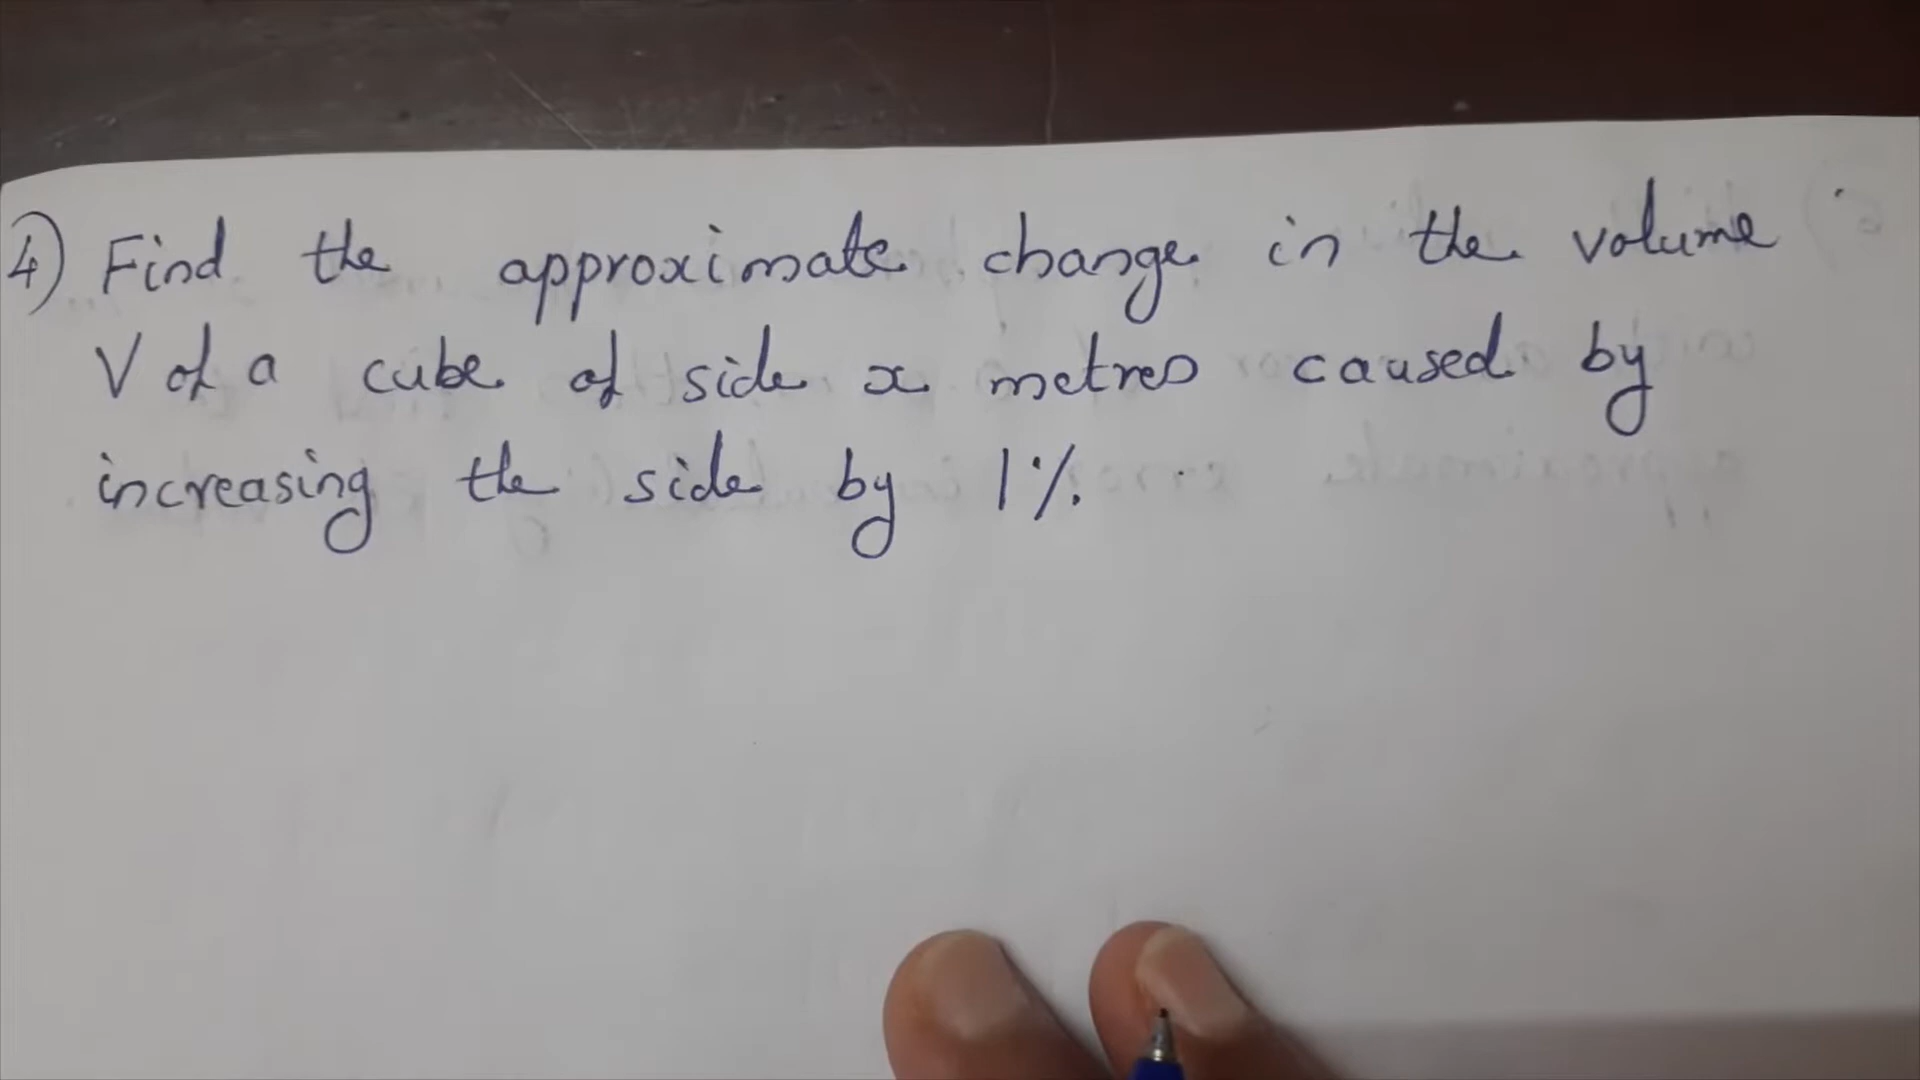 4) Find the approximate change in the volume
V of a cube of side x metres caused by
increasing the side by 1%.